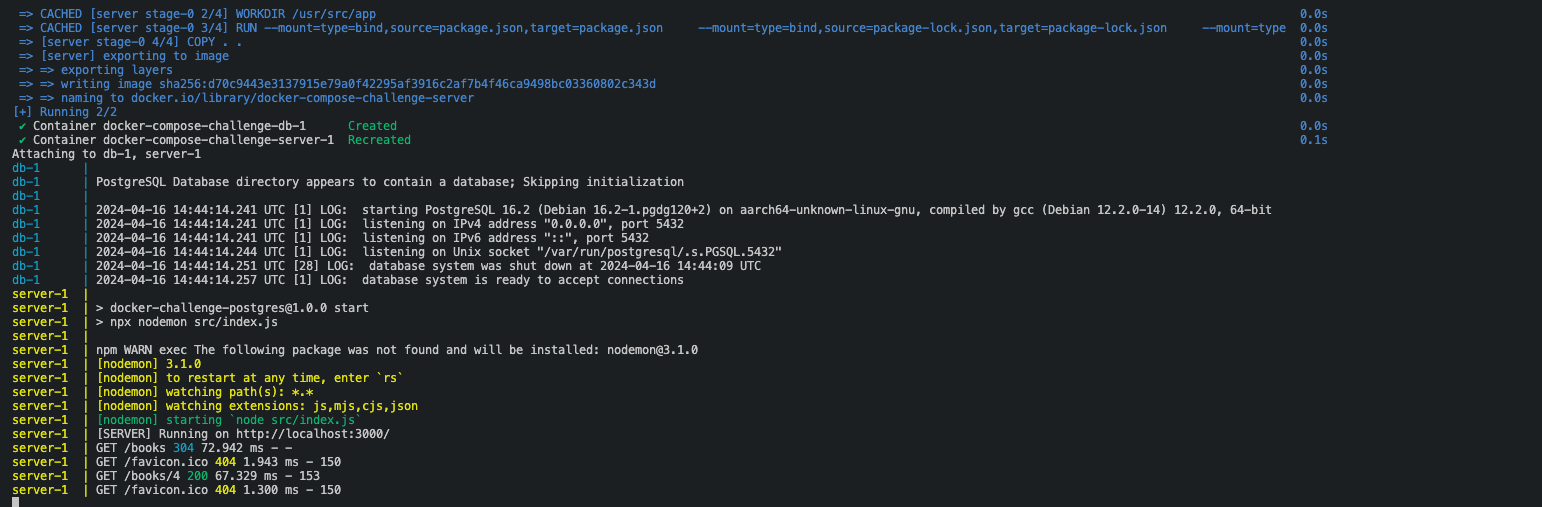 => CACHED [server stage-0 2/4] WORKDIR /usr/src/app 0.0s
=> CACHED [server stage-0 3/4] RUN --mount=type=bind,source=package.json,target=package.json --mount=type=bind,source=package-lock.json,target=package-lock.json --mount=type 0.0s
=> [server stage-0 4/4] COPY . . 0.0s
=> [server] exporting to image 0.0s
=> => exporting layers 0.0s
=> => writing image sha256:d70c9443e3137915e79a0f42295af3916c2af7b4f46ca9498bc03360802c343d 0.0s
=> => naming to docker.io/library/docker-compose-challenge-server 0.0s
[+] Running 2/2
✔ Container docker-compose-challenge-db-1 Created 0.0s
✔ Container docker-compose-challenge-server-1 Recreated 0.1s
Attaching to db-1, server-1
db-1 |
db-1 | PostgreSQL Database directory appears to contain a database; Skipping initialization
db-1 |
db-1 | 2024-04-16 14:44:14.241 UTC [1] LOG: starting PostgreSQL 16.2 (Debian 16.2-1.pgdg120+2) on aarch64-unknown-linux-gnu, compiled by gcc (Debian 12.2.0-14) 12.2.0, 64-bit
db-1 | 2024-04-16 14:44:14.241 UTC [1] LOG: listening on IPv4 address "0.0.0.0", port 5432
db-1 | 2024-04-16 14:44:14.241 UTC [1] LOG: listening on IPv6 address "::", port 5432
db-1 | 2024-04-16 14:44:14.244 UTC [1] LOG: listening on Unix socket "/var/run/postgresql/.s.PGSQL.5432"
db-1 | 2024-04-16 14:44:14.251 UTC [28] LOG: database system was shut down at 2024-04-16 14:44:09 UTC
db-1 | 2024-04-16 14:44:14.257 UTC [1] LOG: database system is ready to accept connections
server-1 |
server-1 | > docker-challenge-postgres@1.0.0 start
server-1 | > npx nodemon src/index.js
server-1 |
server-1 | npm WARN exec The following package was not found and will be installed: nodemon@3.1.0
server-1 | [nodemon] 3.1.0
server-1 | [nodemon] to restart at any time, enter `rs`
server-1 | [nodemon] watching path(s): *.*
server-1 | [nodemon] watching extensions: js,mjs,cjs,json
server-1 | [nodemon] starting `node src/index.js`
server-1 | [SERVER] Running on http://localhost:3000/
server-1 | GET /books 304 72.942 ms - -
server-1 | GET /favicon.ico 404 1.943 ms - 150
server-1 | GET /books/4 200 67.329 ms - 153
server-1 | GET /favicon.ico 404 1.300 ms - 150